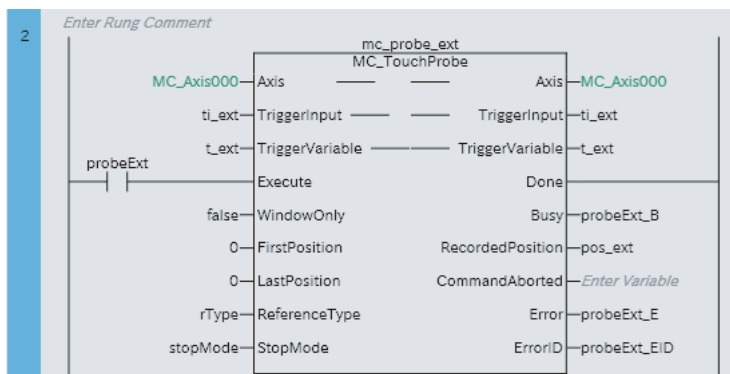 Enter Rung Comment
2
mc_probe_ext
MC_TouchProbe
MC_Axis000 Axis Axis MC_Axis000
ti_ext TriggerInput TriggerInput ti_ext
t_ext TriggerVariable TriggerVariable t_ext
probeExt
Execute Done
false WindowOnly Busy probeExt_B
0 FirstPosition RecordedPosition pos_ext
0 LastPosition CommandAborted Enter Variable
rType ReferenceType Error probeExt_E
stopMode StopMode ErrorID probeExt_EID